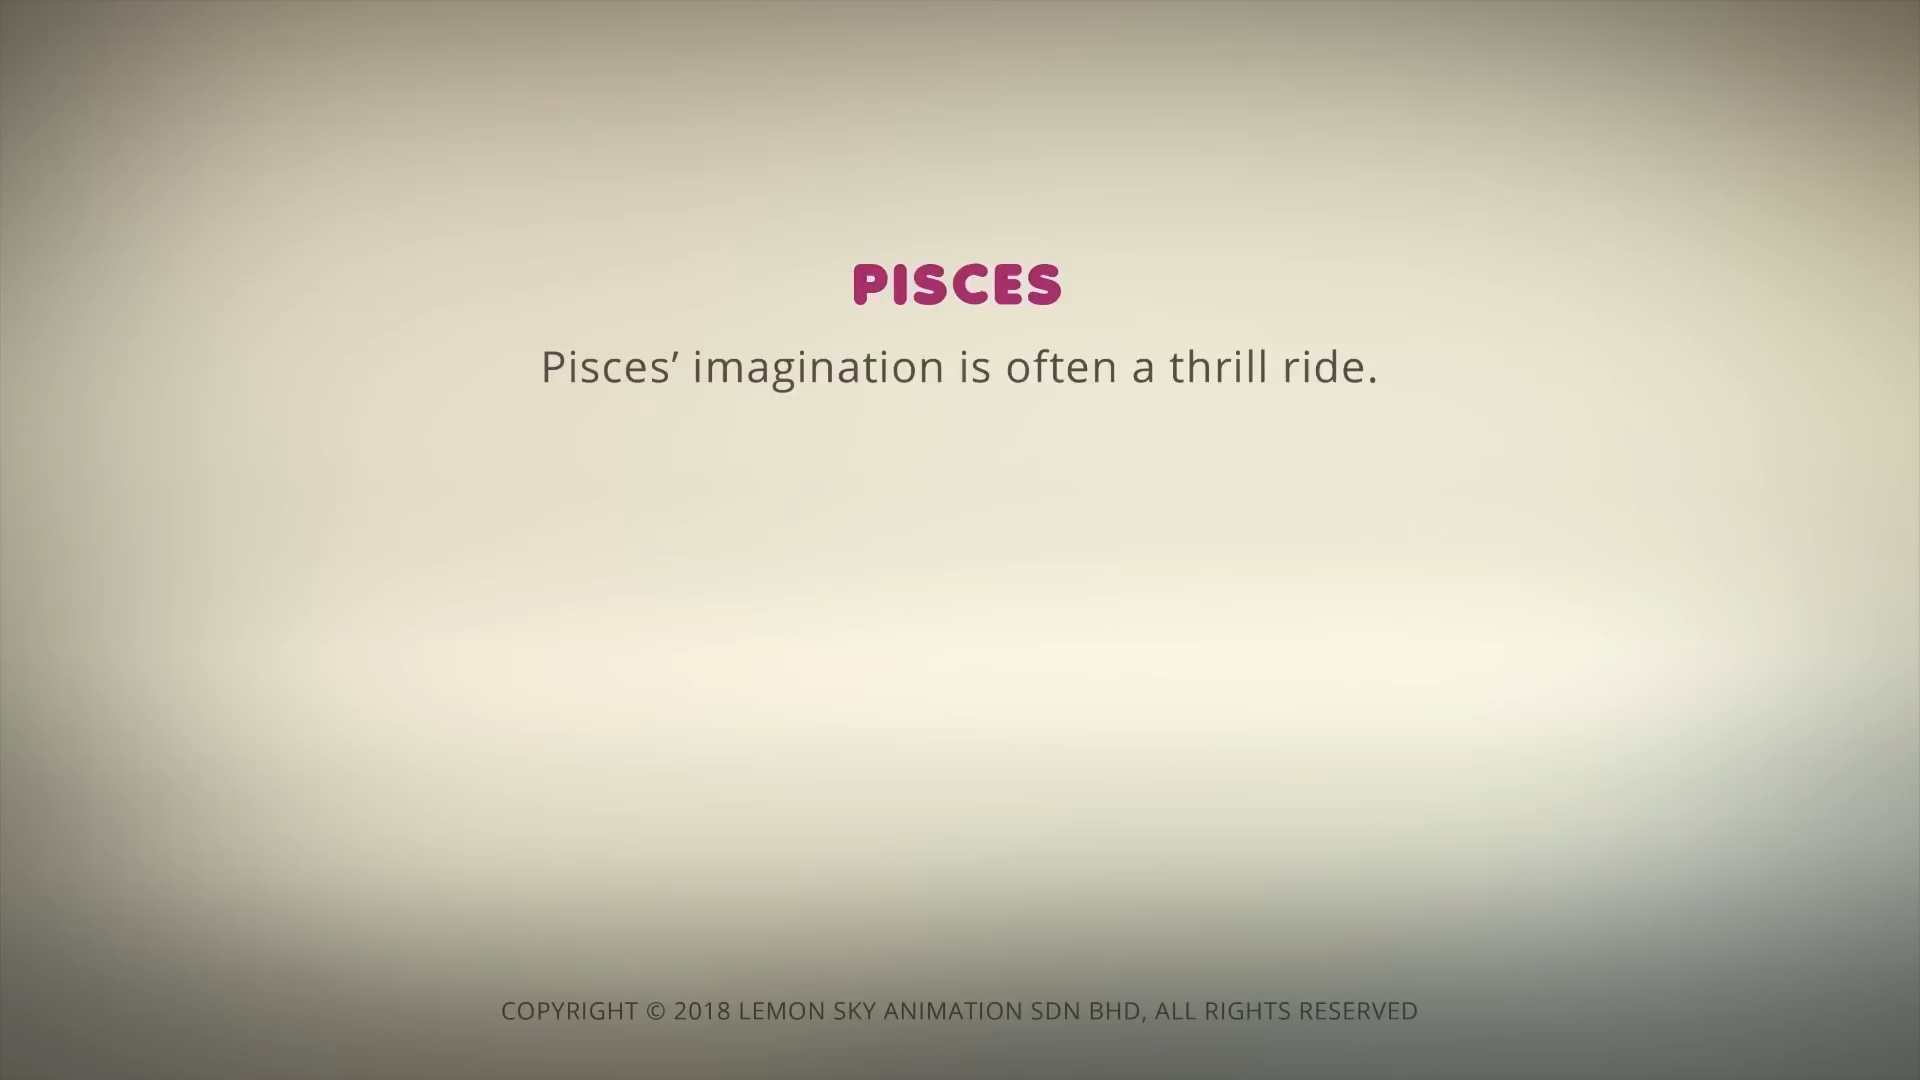 PISCES
Pisces’ imagination is often a thrill ride.
COPYRIGHT © 2018 LEMON SKY ANIMATION SDN BHD, ALL RIGHTS RESERVED